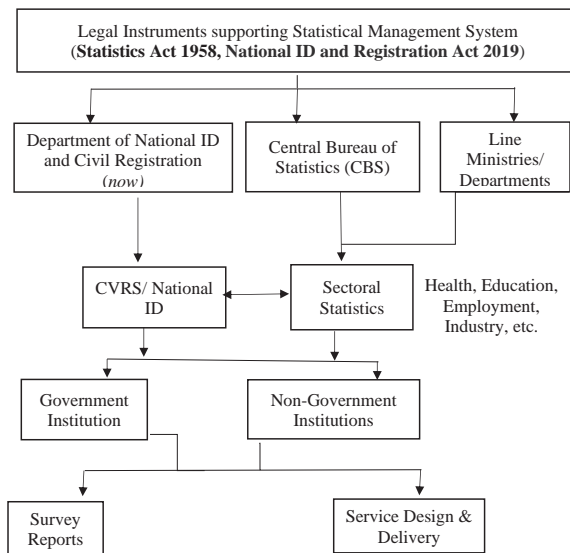 Legal Instruments supporting Statistical Management System
(Statistics Act 1958, National ID and Registration Act 2019)
Department of National ID
and Civil Registration
(now)
Central Bureau of
Statistics (CBS)
Line
Ministries/
Departments
CVRS/ National
ID
Sectoral
Statistics
Health, Education,
Employment,
Industry, etc.
Government
Institution
Non-Government
Institutions
Survey
Reports
Service Design &
Delivery